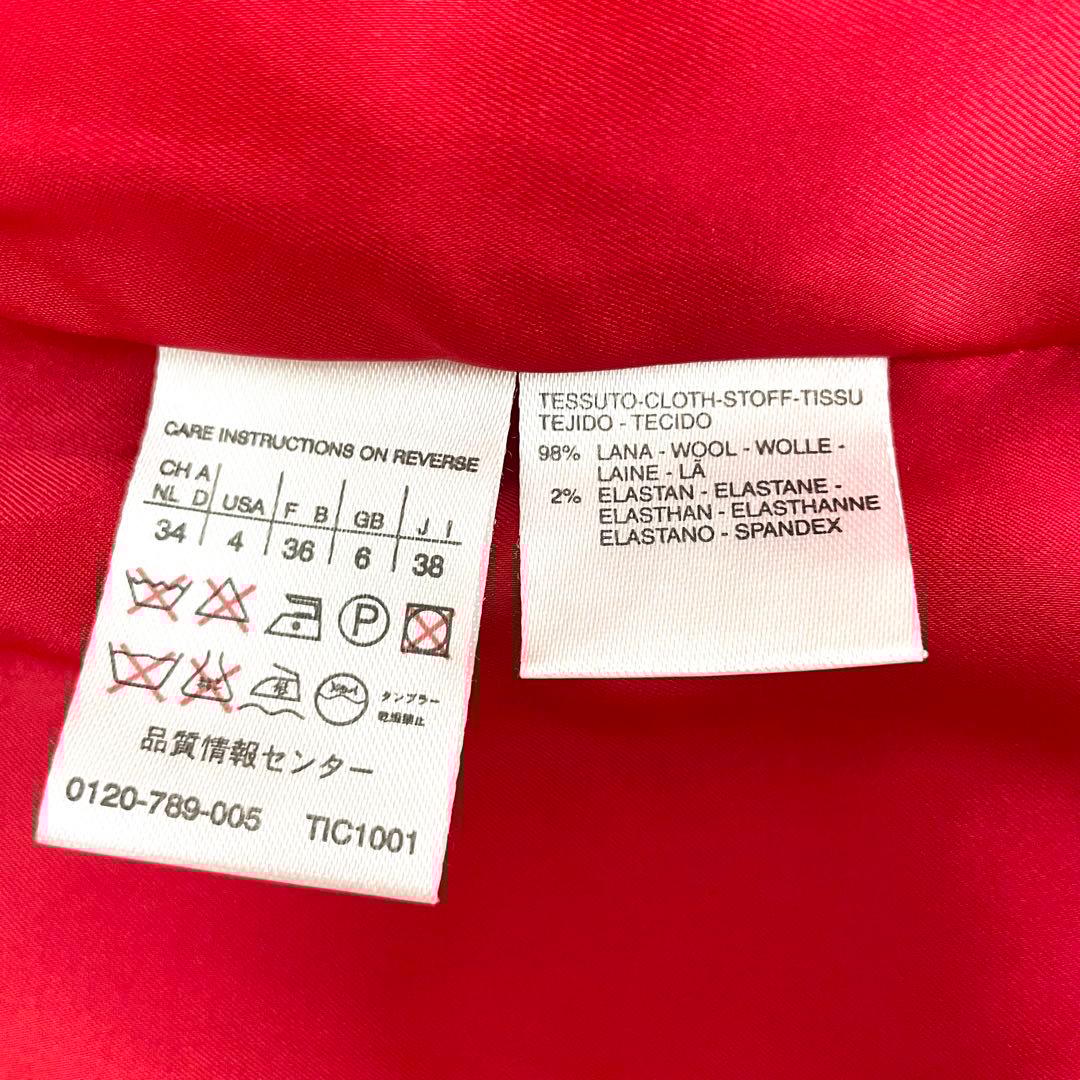 CARE INSTRUCTIONS ON REVERSE
CH A
NL D USA F B GB J I
34 4 36 6 38
P
タンブラー
乾燥禁止
品質情報センター
0120-789-005 TIC1001
TESSUTO-CLOTH-STOFF-TISSU
TEJIDO - TECIDO
98% LANA - WOOL - WOLLE -
LAINE - LÃ
2% ELASTAN - ELASTANE -
ELASTHAN - ELASTHANNE
ELASTANO - SPANDEX